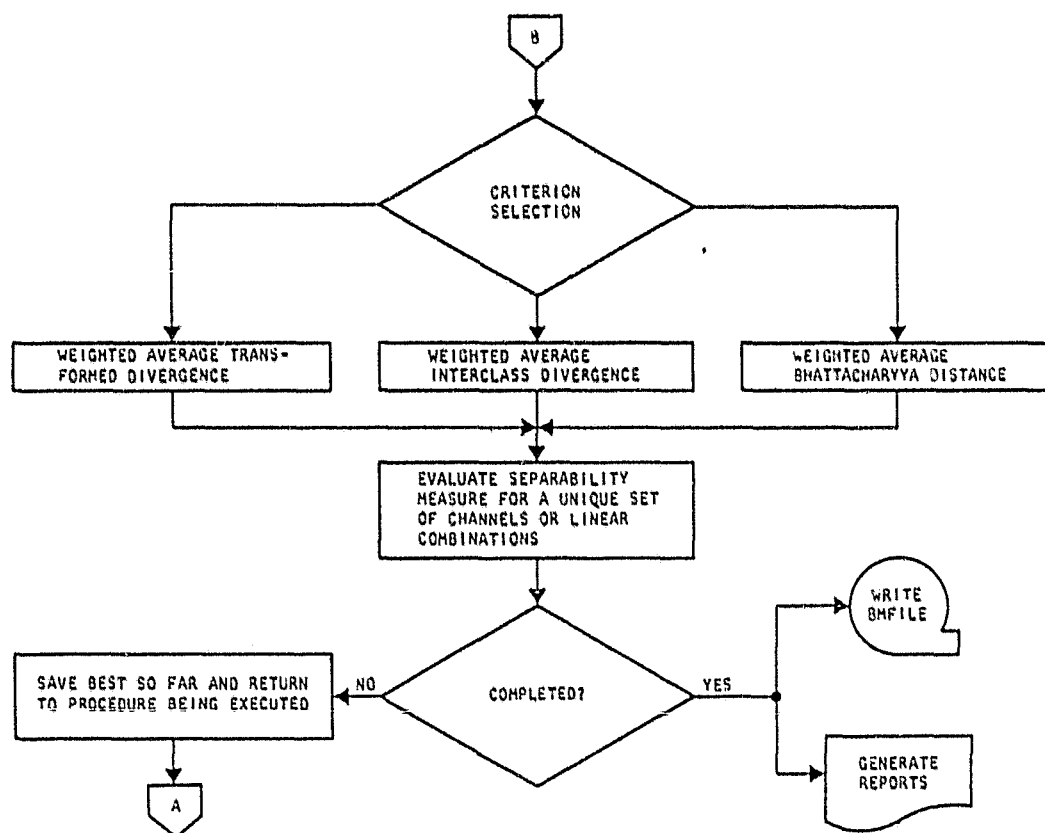 B
CRITERION
SELECTION
WEIGHTED AVERAGE TRANS-
FORMED DIVERGENCE
WEIGHTED AVERAGE
INTERCLASS DIVERGENCE
WEIGHTED AVERAGE
BHATTACHARYYA DISTANCE
EVALUATE SEPARABILITY
MEASURE FOR A UNIQUE SET
OF CHANNELS OR LINEAR
COMBINATIONS
WRITE
BMFILE
SAVE BEST SO FAR AND RETURN
TO PROCEDURE BEING EXECUTED
NO
COMPLETED?
YES
GENERATE
REPORTS
A